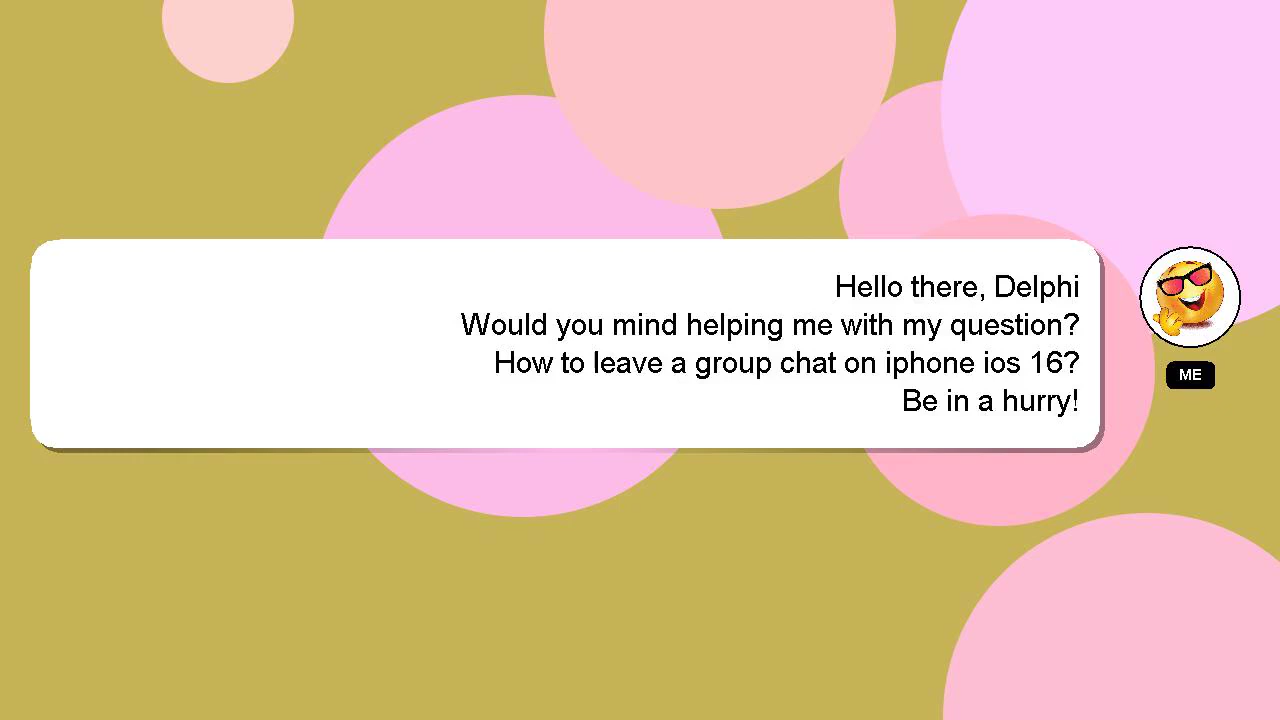 Hello there, Delphi
Would you mind helping me with my question?
How to leave a group chat on iphone ios 16?
Be in a hurry!
ME